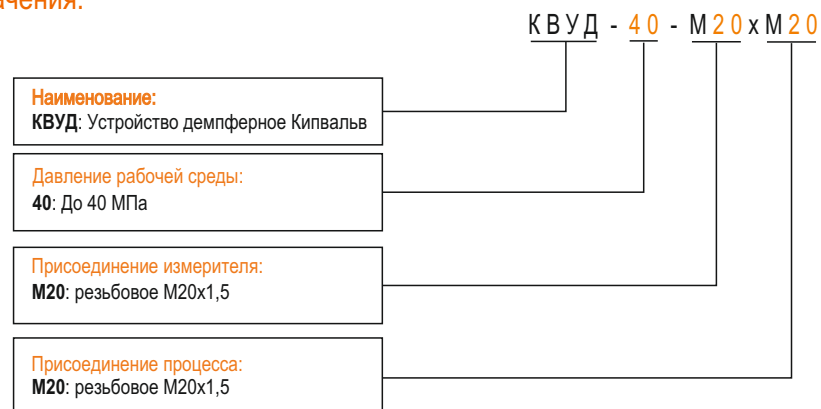 КВУД - 40 - М20хМ20
Наименование:
КВУД: Устройство демпферное Кипвальв
Давление рабочей среды:
40: До 40 МПа
Присоединение измерителя:
М20: резьбовое М20х1,5
Присоединение процесса:
М20: резьбовое М20х1,5